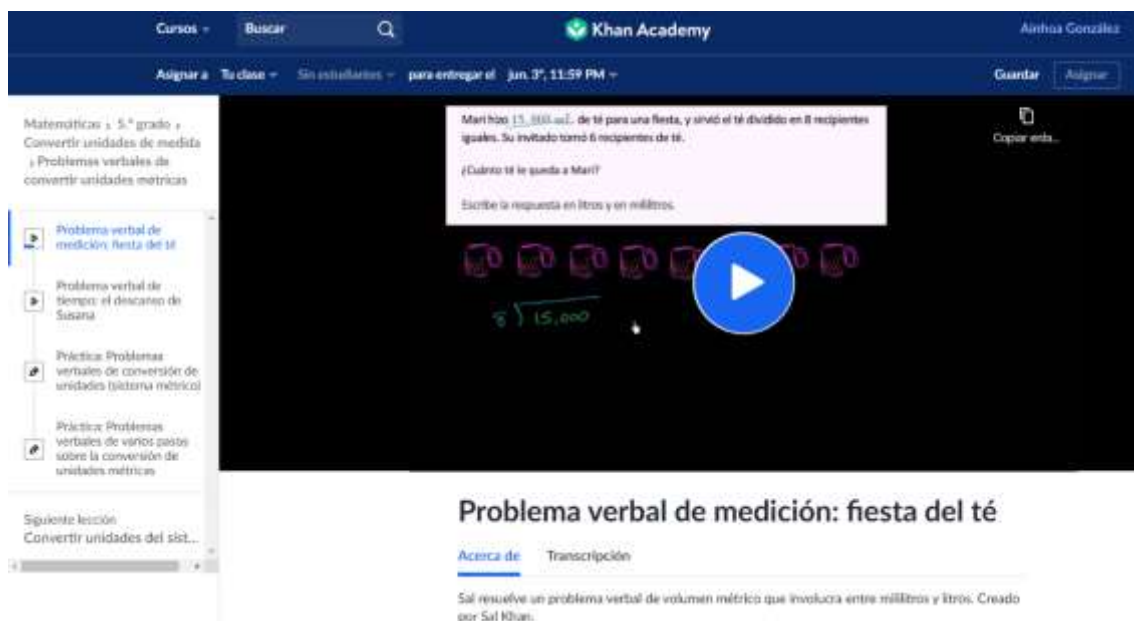 Cursos
Buscar
Khan Academy
Ainhoa González
Asignar a
Tu clase
Sin estudiantes
para entregar el
jun. 3º, 11:59 PM
Guardar
Asignar
Matemáticas
5.º grado
Convertir unidades de medida
Problemas verbales de
convertir unidades métricas
Problema verbal de
medición: fiesta del té
Problema verbal de
tiempo: el descanso de
Susana
Práctica: Problemas
verbales de conversión de
unidades (sistema métrico)
Práctica: Problemas
verbales de varios pasos
sobre la conversión de
unidades métricas
Siguiente lección
Convertir unidades del sist...
Mari hizo 15,000 mL de té para una fiesta, y sirvió el té dividido en 8 recipientes
iguales. Su invitado tomó 6 recipientes de té.
¿Cuánto té le queda a Mari?
Escribe la respuesta en litros y en mililitros.
Copiar enla...
8 ) 15,000
Problema verbal de medición: fiesta del té
Acerca de
Transcripción
Sal resuelve un problema verbal de volumen métrico que involucra entre mililitros y litros. Creado
por Sal Khan.